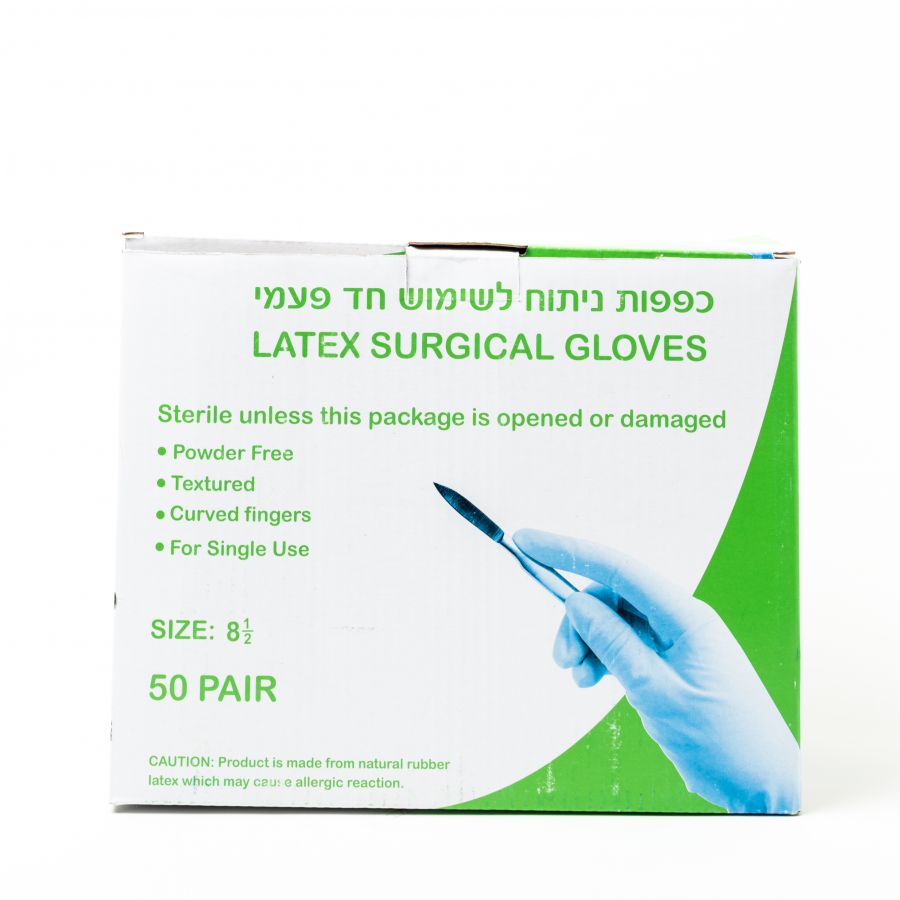 כפפות ניתוח לשימוש חד פעמי
LATEX SURGICAL GLOVES
Sterile unless this package is opened or damaged
• Powder Free
• Textured
• Curved fingers
• For Single Use
SIZE: 8½
50 PAIR
CAUTION: Product is made from natural rubber
latex which may cause allergic reaction.